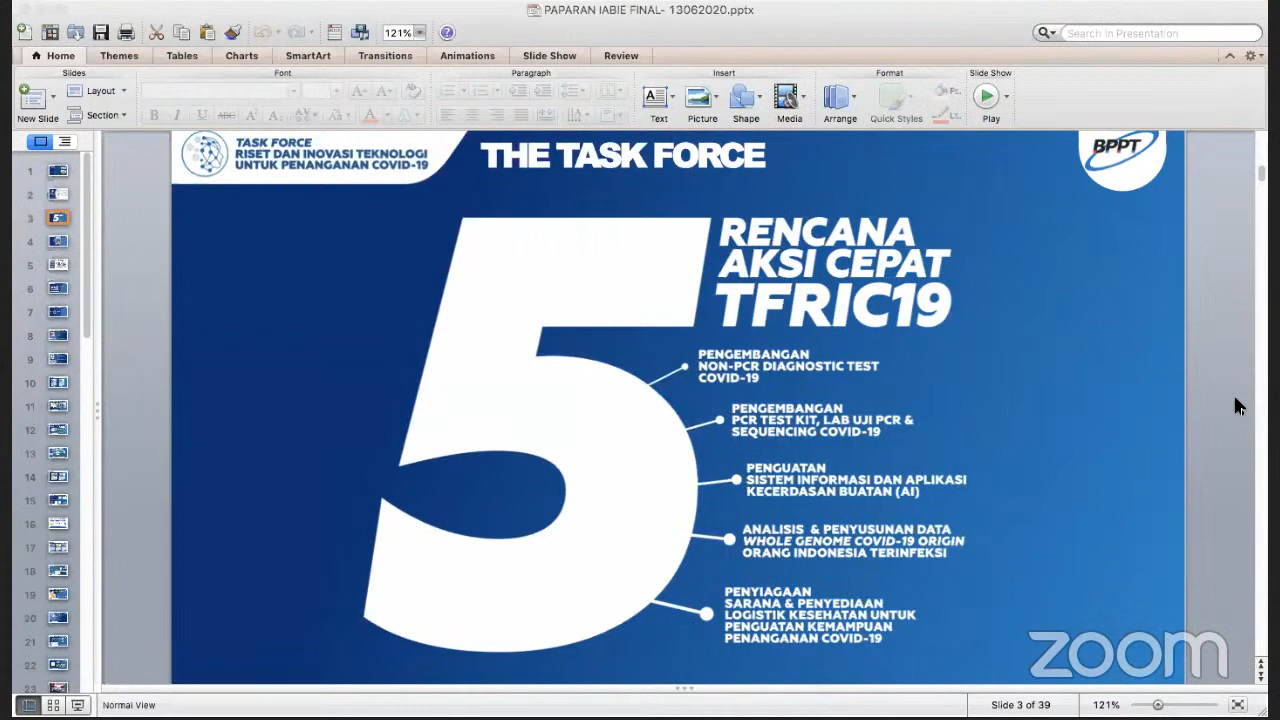 PAPARAN IABIE FINAL- 13062020.pptx
121%
Search in Presentation
Home Themes Tables Charts SmartArt Transitions Animations Slide Show Review
Slides Font Paragraph Insert Format Slide Show
Layout
Section
New Slide
Text Picture Shape Media Arrange Quick Styles Play
TASK FORCE
RISET DAN INOVASI TEKNOLOGI
UNTUK PENANGANAN COVID-19
THE TASK FORCE
BPPT
5
RENCANA
AKSI CEPAT
TFRIC19
PENGEMBANGAN
NON-PCR DIAGNOSTIC TEST
COVID-19
PENGEMBANGAN
PCR TEST KIT, LAB UJI PCR &
SEQUENCING COVID-19
PENGUATAN
SISTEM INFORMASI DAN APLIKASI
KECERDASAN BUATAN (AI)
ANALISIS & PENYUSUNAN DATA
WHOLE GENOME COVID-19 ORIGIN
ORANG INDONESIA TERINFEKSI
PENYIAGAAN
SARANA & PENYEDIAAN
LOGISTIK KESEHATAN UNTUK
PENGUATAN KEMAMPUAN
PENANGANAN COVID-19
1
2
3
4
5
6
7
8
9
10
11
12
13
14
15
16
17
18
19
20
21
22
23
zoom
Normal View
Slide 3 of 39
121%